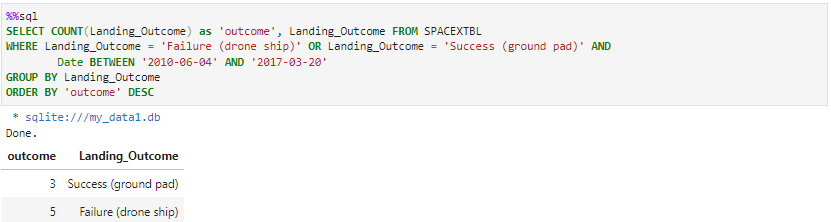 %%sql
SELECT COUNT(Landing_Outcome) as 'outcome', Landing_Outcome FROM SPACEXTBL
WHERE Landing_Outcome = 'Failure (drone ship)' OR Landing_Outcome = 'Success (ground pad)' AND
Date BETWEEN '2010-06-04' AND '2017-03-20'
GROUP BY Landing_Outcome
ORDER BY 'outcome' DESC
* sqlite:///my_data1.db
Done.
outcome Landing_Outcome
3 Success (ground pad)
5 Failure (drone ship)